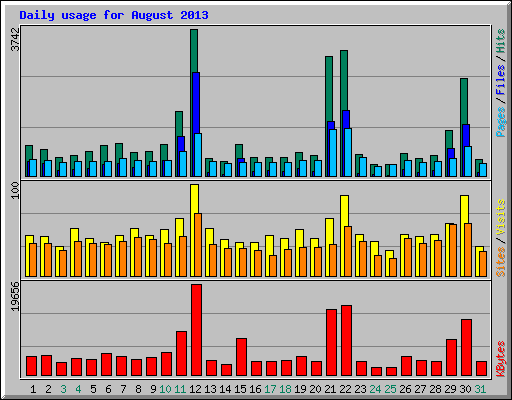 Daily usage for August 2013
3742
Pages / Files / Hits
100
Sites / Visits
19656
KBytes
1 2 3 4 5 6 7 8 9 10 11 12 13 14 15 16 17 18 19 20 21 22 23 24 25 26 27 28 29 30 31